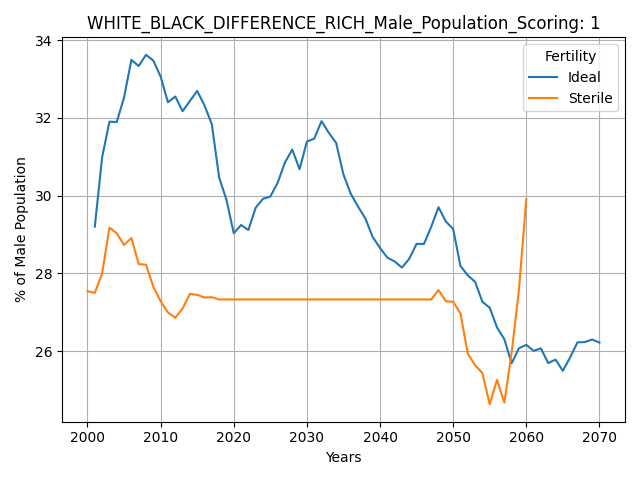 WHITE_BLACK_DIFFERENCE_RICH_Male_Population_Scoring: 1
Fertility
Ideal
Sterile
% of Male Population
34
32
30
28
26
2000
2010
2020
2030
2040
2050
2060
2070
Years